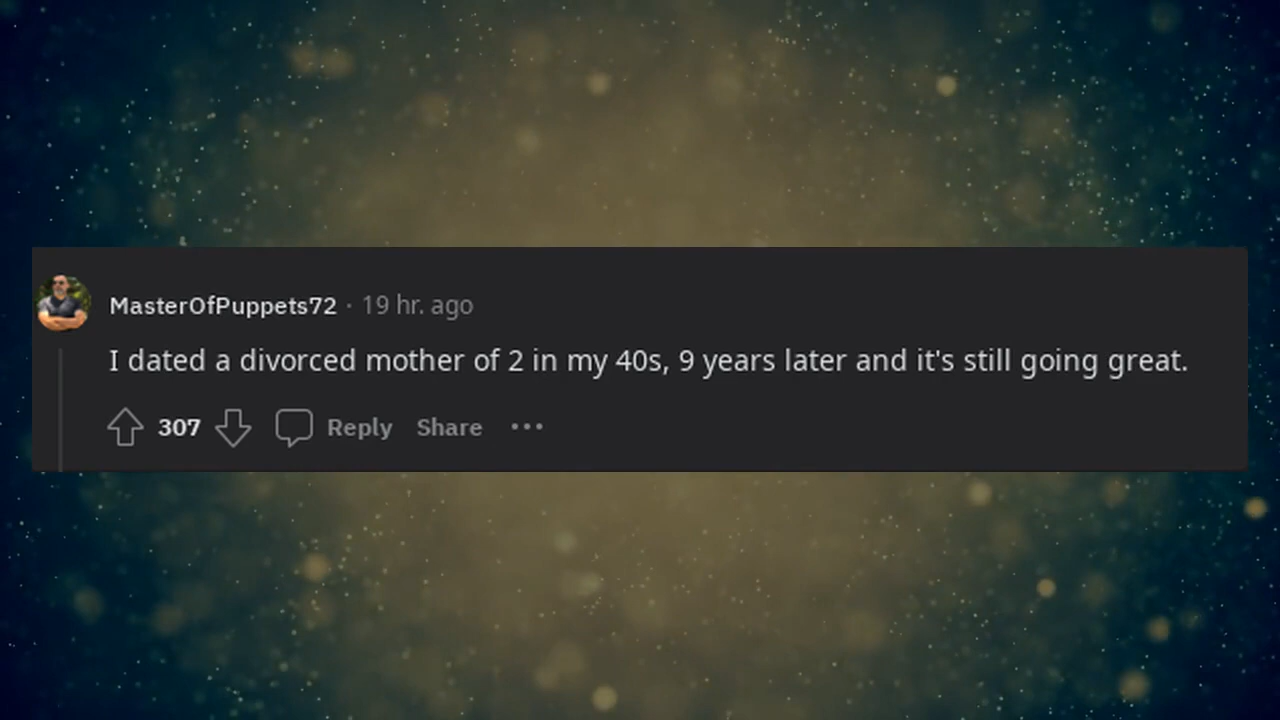 MasterOfPuppets72 · 19 hr. ago
I dated a divorced mother of 2 in my 40s, 9 years later and it's still going great.
307 Reply Share ···